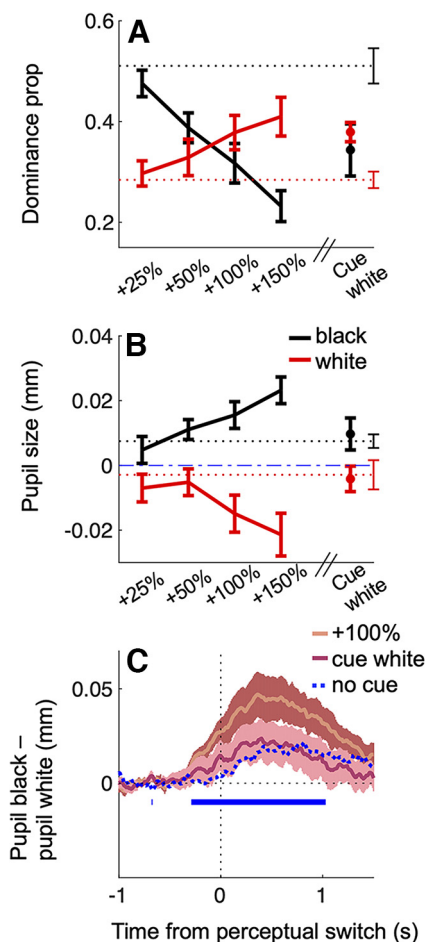 A
Dominance prop
0.6
0.4
0.2
+25%
+50%
+100%
+150%
Cue
white
B
Pupil size (mm)
0.04
0.02
0
-0.02
black
white
+25%
+50%
+100%
+150%
Cue
white
C
+100%
cue white
no cue
Pupil black –
pupil white (mm)
0.05
0
-1
0
1
Time from perceptual switch (s)